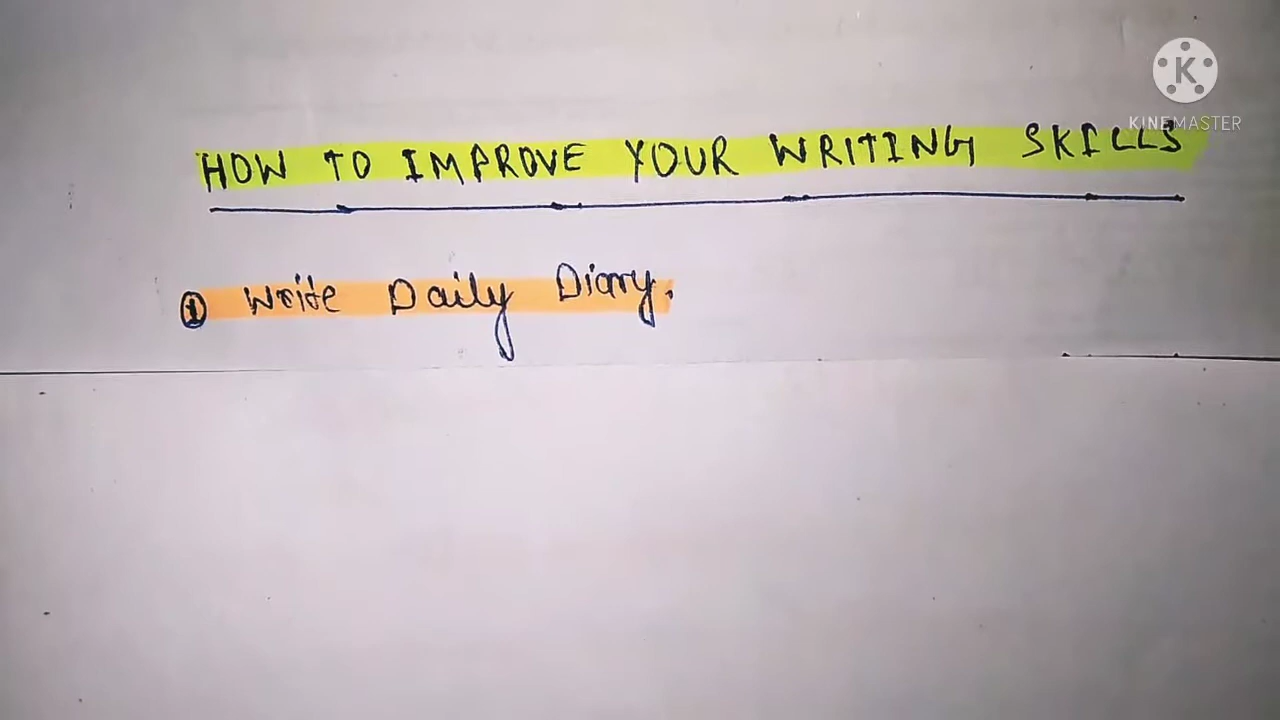 KINEMASTER
HOW TO IMPROVE YOUR WRITING SKILLS
① Write Daily Diary.